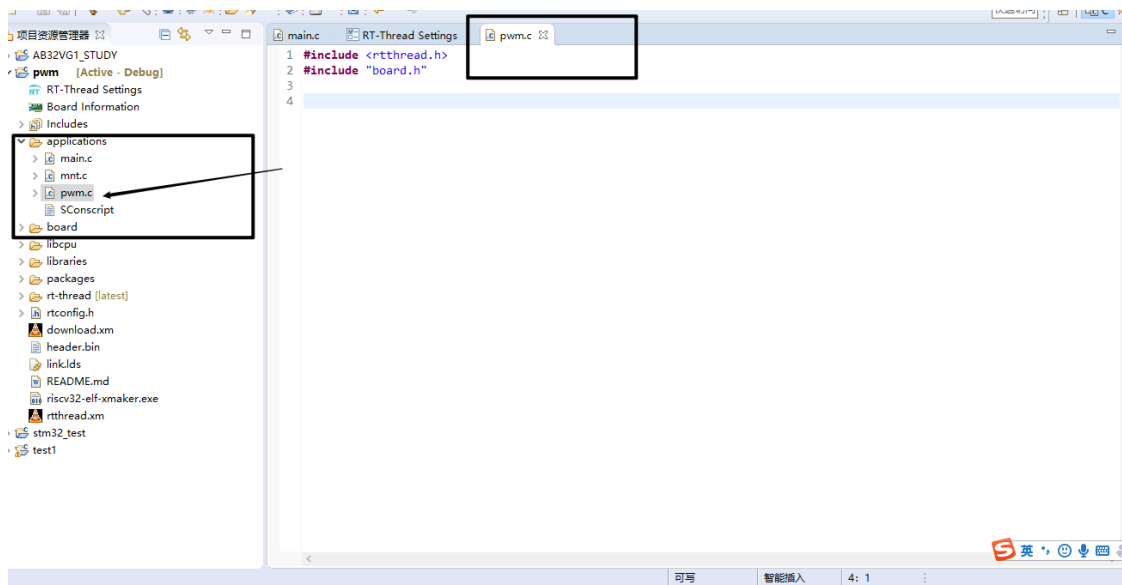 项目资源管理器
AB32VG1_STUDY
pwm [Active - Debug]
RT-Thread Settings
Board Information
Includes
applications
main.c
mnt.c
pwm.c
SConscript
board
libcpu
libraries
packages
rt-thread [latest]
rtconfig.h
download.xm
header.bin
link.lds
README.md
riscv32-elf-xmaker.exe
rtthread.xm
stm32_test
test1
main.c RT-Thread Settings pwm.c
1 #include <rtthread.h>
2 #include "board.h"
3
4
英
可写 智能插入 4: 1